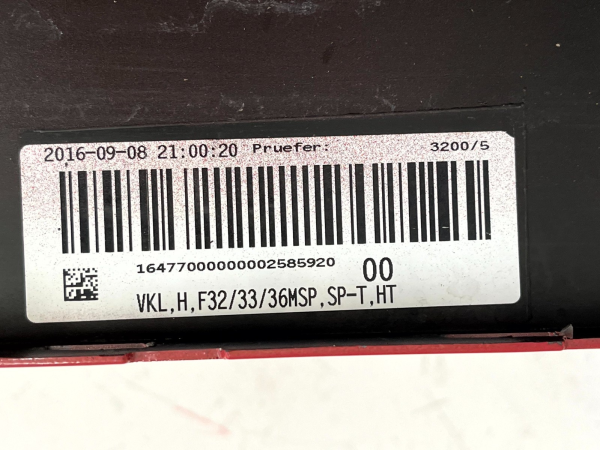 2016-09-08 21:00:20 Pruefer: 3200/5
16477000000002585920 00
VKL,H,F32/33/36MSP,SP-T,HT